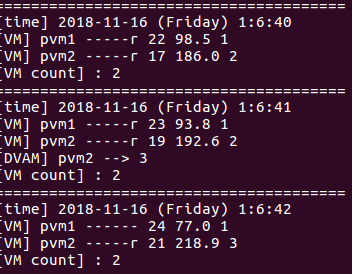 ========================================
[time] 2018-11-16 (Friday) 1:6:40
[VM] pvm1 -----r 22 98.5 1
[VM] pvm2 -----r 17 186.0 2
[VM count] : 2
========================================
[time] 2018-11-16 (Friday) 1:6:41
[VM] pvm1 -----r 23 93.8 1
[VM] pvm2 -----r 19 192.6 2
[DVAM] pvm2 --> 3
[VM count] : 2
========================================
[time] 2018-11-16 (Friday) 1:6:42
[VM] pvm1 ------ 24 77.0 1
[VM] pvm2 -----r 21 218.9 3
[VM count] : 2